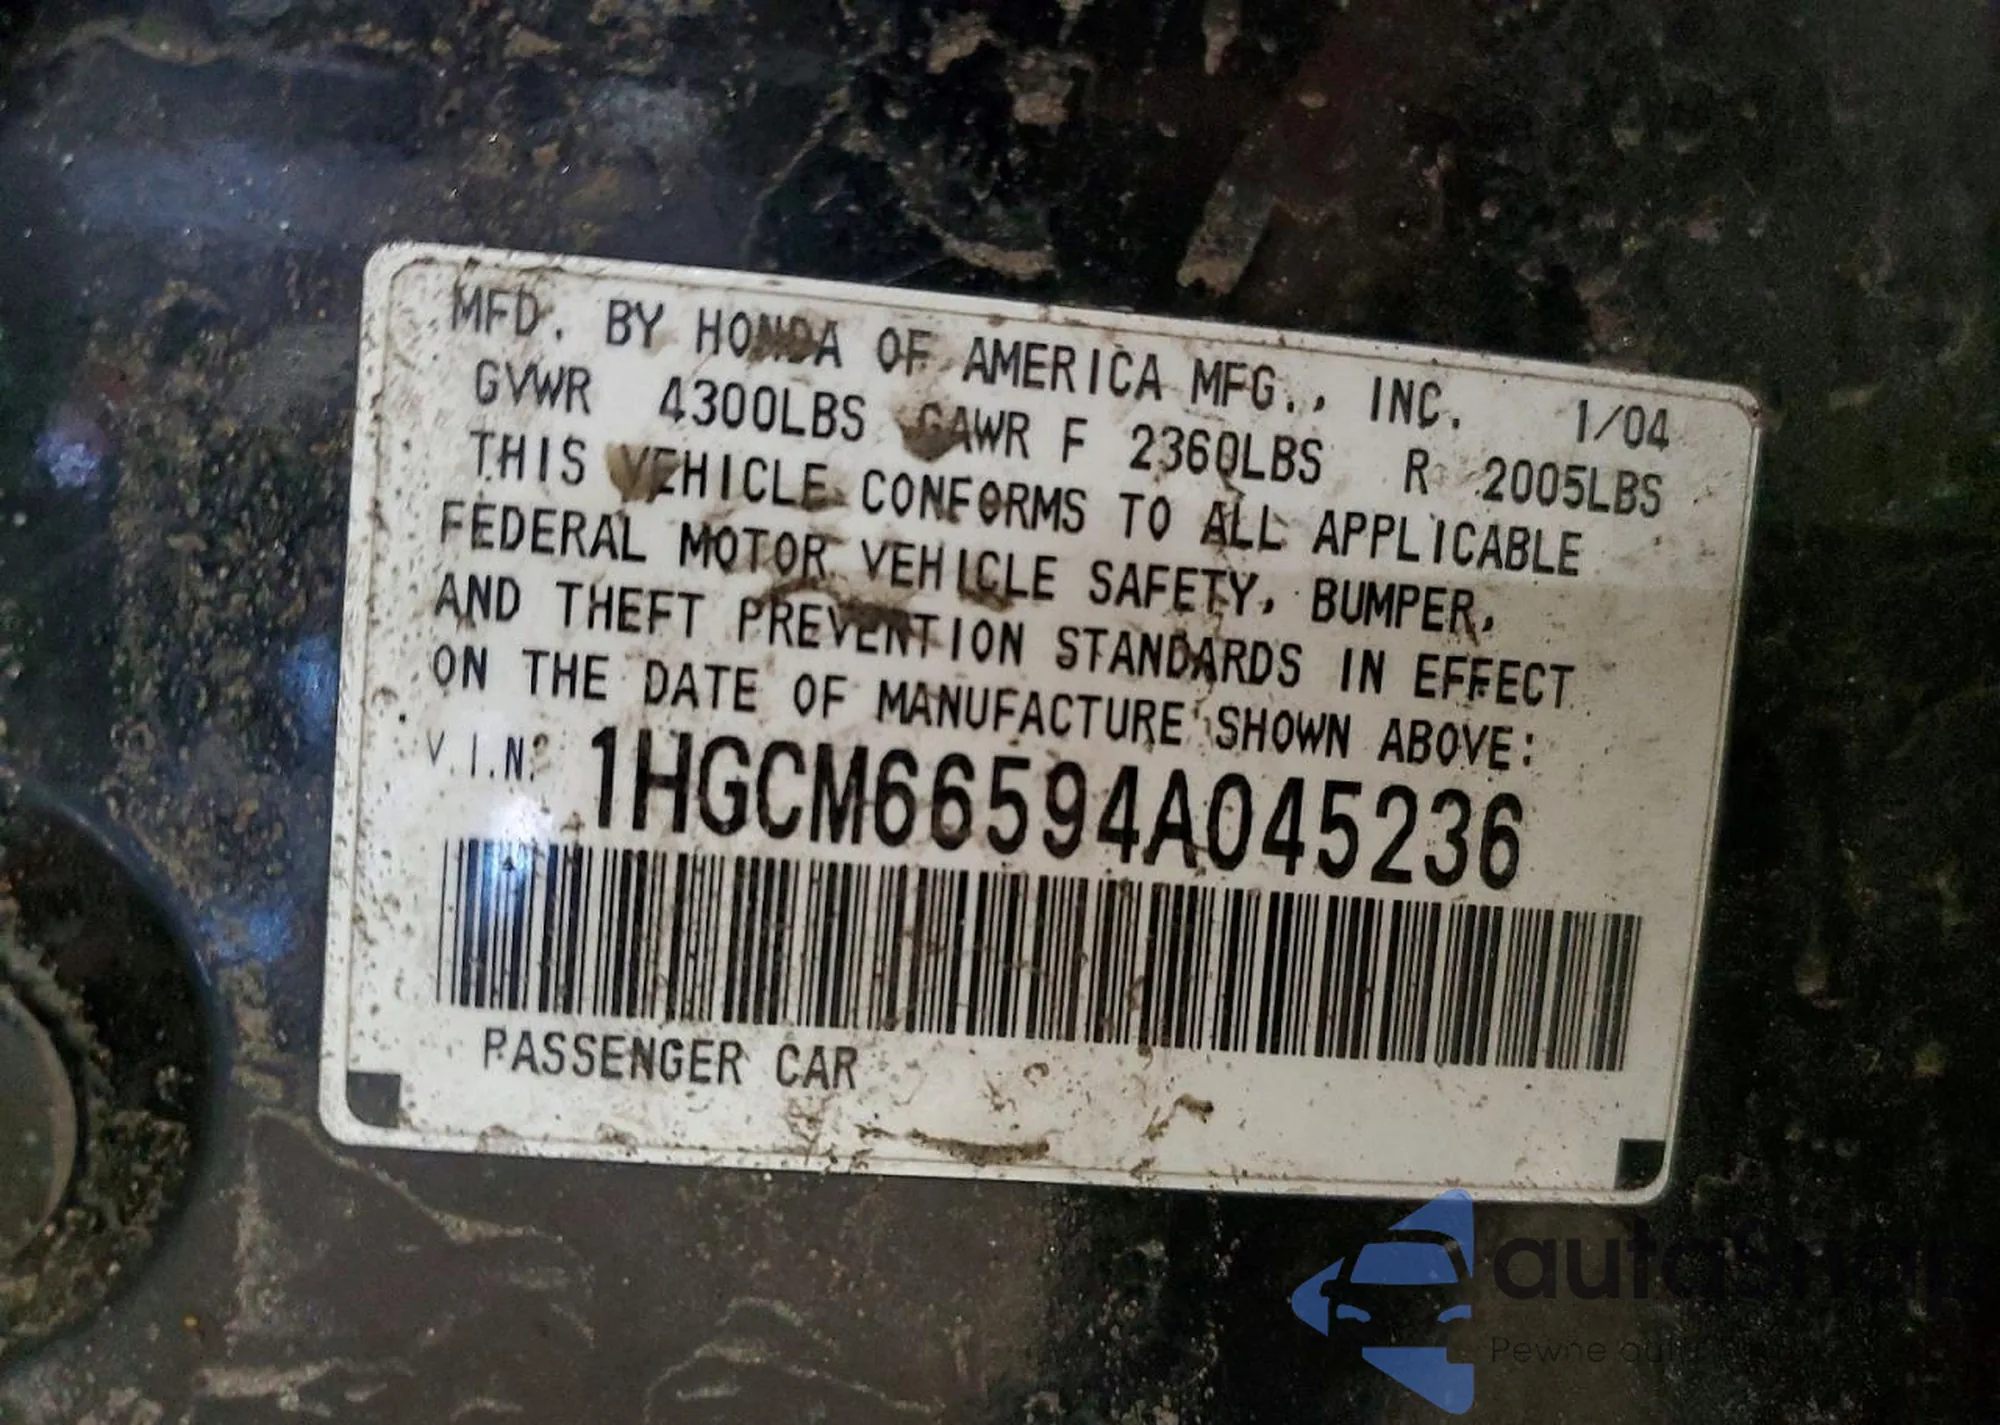 MFD. BY HONDA OF AMERICA MFG., INC. 1/04
GVWR 4300LBS GAWR F 2360LBS R 2005LBS
THIS VEHICLE CONFORMS TO ALL APPLICABLE
FEDERAL MOTOR VEHICLE SAFETY, BUMPER,
AND THEFT PREVENTION STANDARDS IN EFFECT
ON THE DATE OF MANUFACTURE SHOWN ABOVE:
V.I.N: 1HGCM66594A045236
PASSENGER CAR
autasnap
Pewne